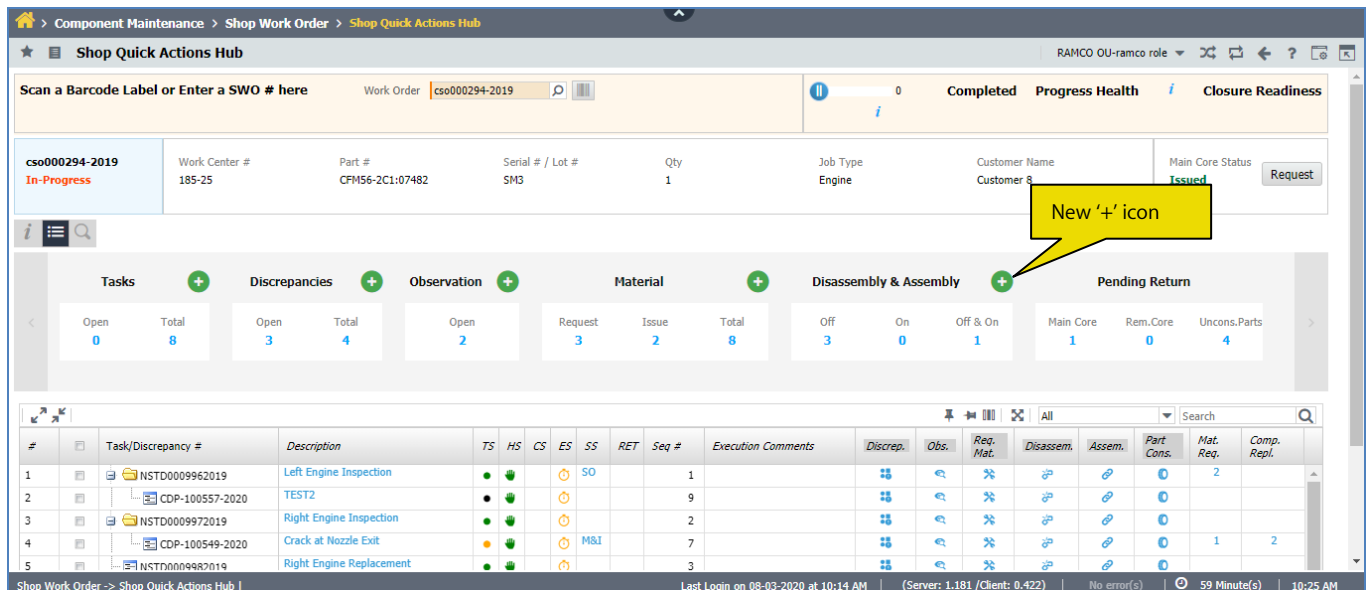 > Component Maintenance > Shop Work Order > Shop Quick Actions Hub
Shop Quick Actions Hub
RAMCO OU-ramco role
Scan a Barcode Label or Enter a SWO # here Work Order cso000294-2019 0 Completed Progress Health i Closure Readiness
i
cso000294-2019 Work Center # Part # Serial # / Lot # Qty Job Type Customer Name Main Core Status
In-Progress 185-25 CFM56-2C1:07482 SM3 1 Engine Customer 8 Issued Request
New ‘+’ icon
i
Tasks + Discrepancies + Observation + Material + Disassembly & Assembly + Pending Return
Open Total Open Total Open Request Issue Total Off On Off & On Main Core Rem.Core Uncons.Parts
0 8 3 4 2 3 2 8 3 0 1 1 0 4
All Search
# Task/Discrepancy # Description TS HS CS ES SS RET Seq # Execution Comments Discrep. Obs. Req. Mat. Disassem. Assem. Part Cons. Mat. Req. Comp. Repl.
1 NSTD0009962019 Left Engine Inspection SO 1 2
2 CDP-100557-2020 TEST2 9
3 NSTD0009972019 Right Engine Inspection 2
4 CDP-100549-2020 Crack at Nozzle Exit M&I 7 1 2
5 NSTD0009982019 Right Engine Replacement 3
Shop Work Order -> Shop Quick Actions Hub | Last Login on 08-03-2020 at 10:14 AM | (Server: 1.181 /Client: 0.422) | No error(s) | 59 Minute(s) | 10:25 AM